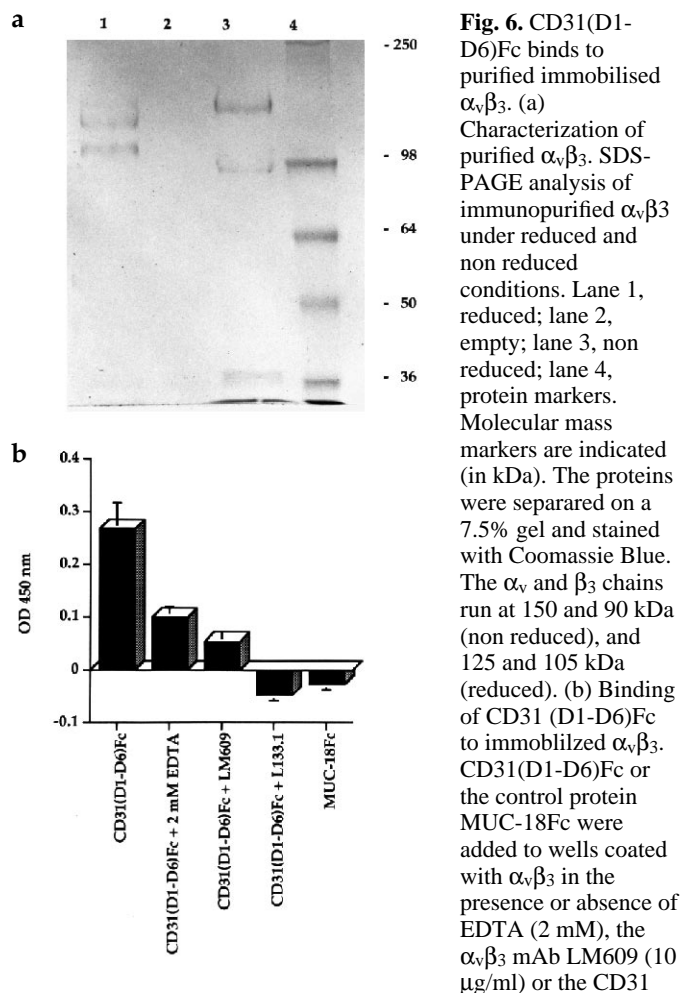 a
1 2 3 4
- 250
- 98
- 64
- 50
- 36
b
0.4
0.3
0.2
0.1
0
-0.1
OD 450 nm
CD31(D1-D6)Fc
CD31(D1-D6)Fc + 2 mM EDTA
CD31(D1-D6)Fc + LM609
CD31(D1-D6)Fc + L133.1
MUC-18Fc
Fig. 6. CD31(D1-
D6)Fc binds to
purified immobilised
αvβ3. (a)
Characterization of
purified αvβ3. SDS-
PAGE analysis of
immunopurified αvβ3
under reduced and
non reduced
conditions. Lane 1,
reduced; lane 2,
empty; lane 3, non
reduced; lane 4,
protein markers.
Molecular mass
markers are indicated
(in kDa). The proteins
were separared on a
7.5% gel and stained
with Coomassie Blue.
The αv and β3 chains
run at 150 and 90 kDa
(non reduced), and
125 and 105 kDa
(reduced). (b) Binding
of CD31 (D1-D6)Fc
to immoblilzed αvβ3.
CD31(D1-D6)Fc or
the control protein
MUC-18Fc were
added to wells coated
with αvβ3 in the
presence or absence of
EDTA (2 mM), the
αvβ3 mAb LM609 (10
μg/ml) or the CD31